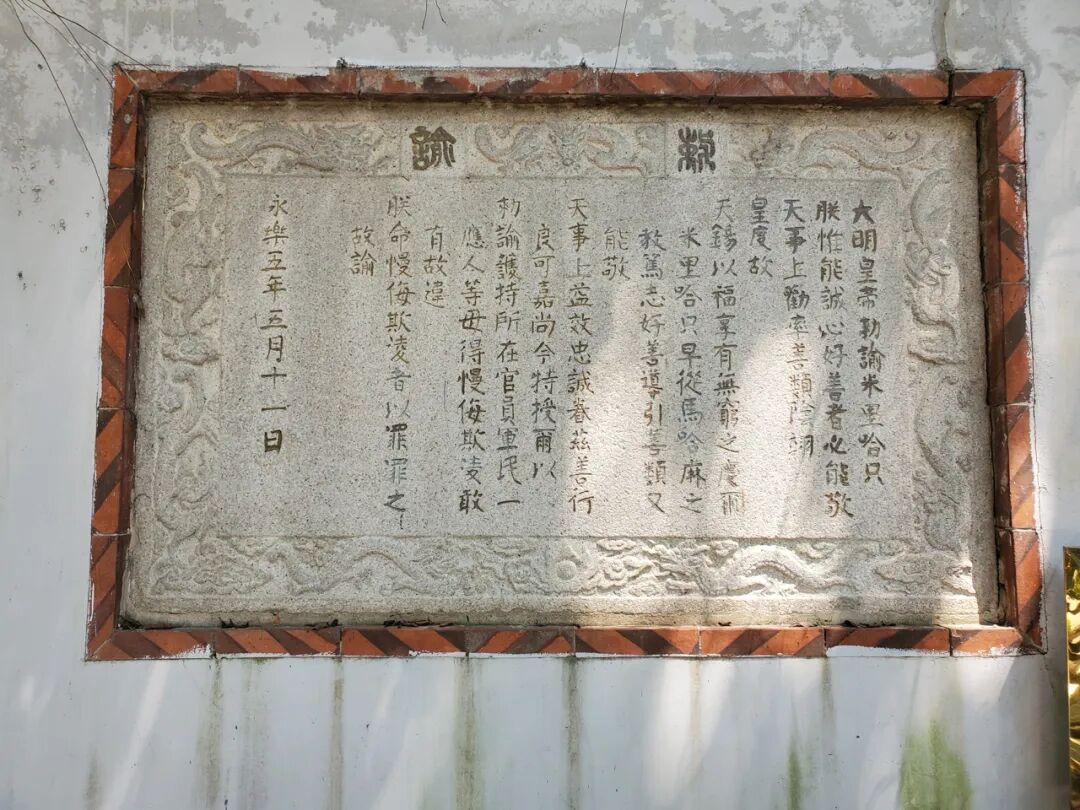 敕諭
大明皇帝勅諭米里哈只
朕惟能誠心好善者必能敬
天事上勸率善類陰翊
皇度故
天錫以福享有無窮之慶爾
米里哈只早從馬哈麻之
教篤志好善導引善類又
能敬
天事上益效忠誠眷茲善行
良可嘉尚今特授爾以
勅諭護持所在官員軍民一
應人等毋得慢侮欺凌敢
有故違
朕命慢侮欺凌者以罪罪之
故諭
永樂五年五月十一日